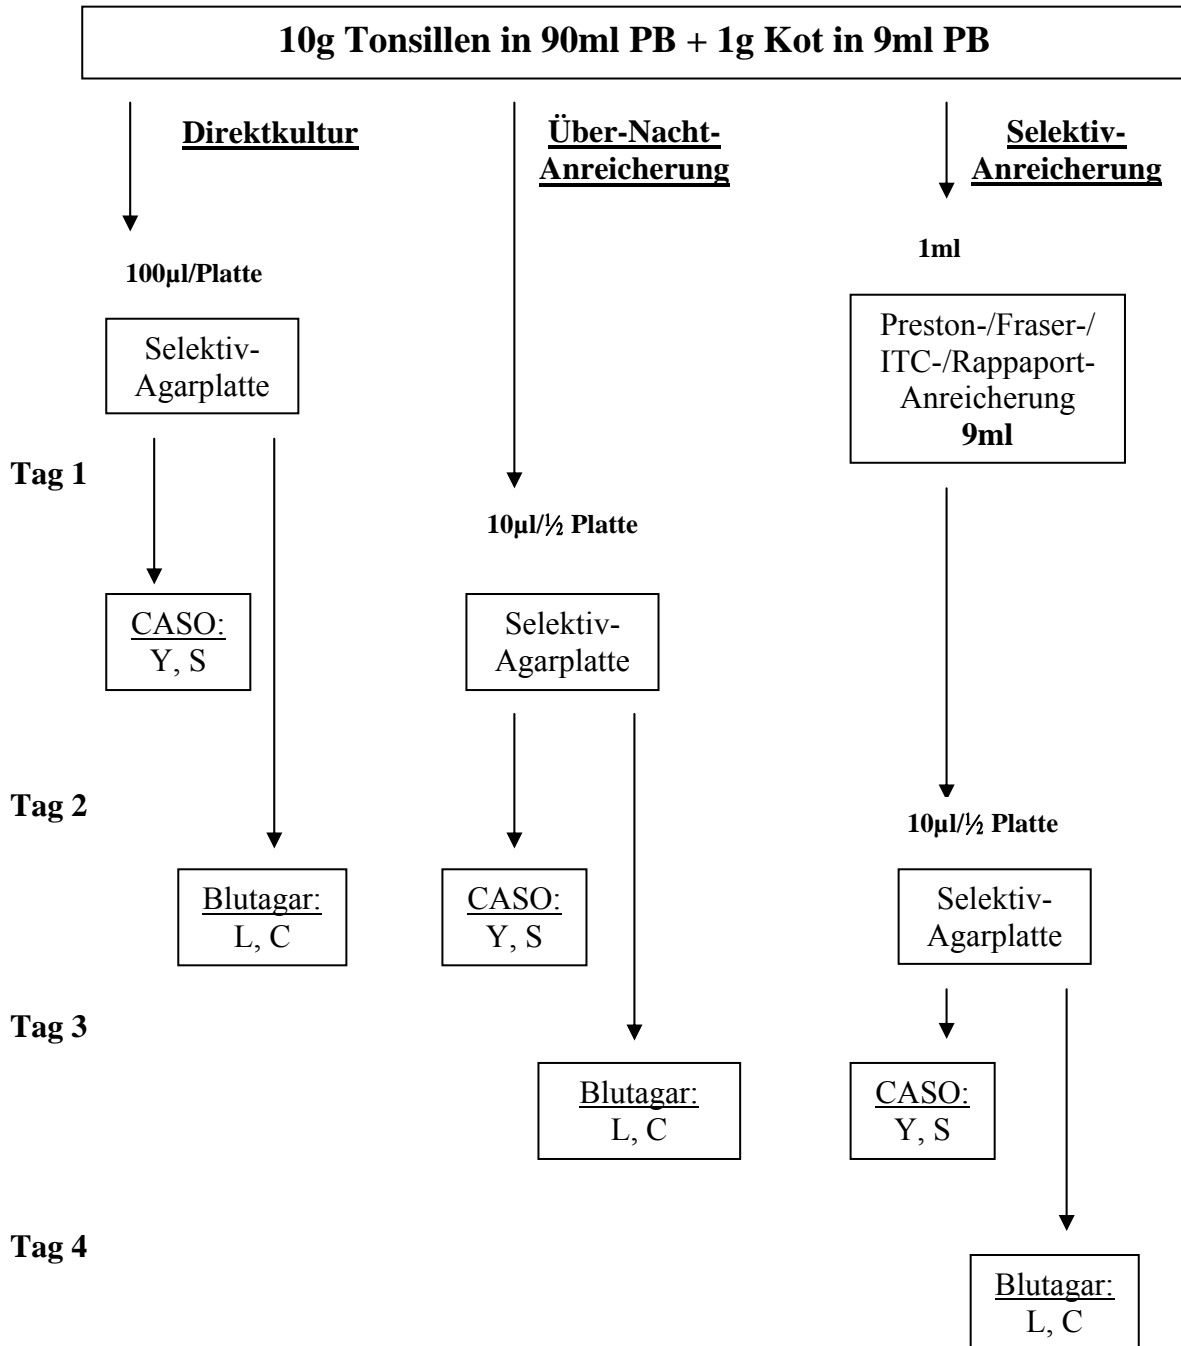 10g Tonsillen in 90ml PB + 1g Kot in 9ml PB
Direktkultur
Über-Nacht-
Anreicherung
Selektiv-
Anreicherung
100µl/Platte
1ml
Selektiv-
Agarplatte
Preston-/Fraser-/
ITC-/Rappaport-
Anreicherung
9ml
Tag 1
10µl/½ Platte
CASO:
Y, S
Selektiv-
Agarplatte
Tag 2
10µl/½ Platte
Blutagar:
L, C
CASO:
Y, S
Selektiv-
Agarplatte
Tag 3
Blutagar:
L, C
CASO:
Y, S
Tag 4
Blutagar:
L, C